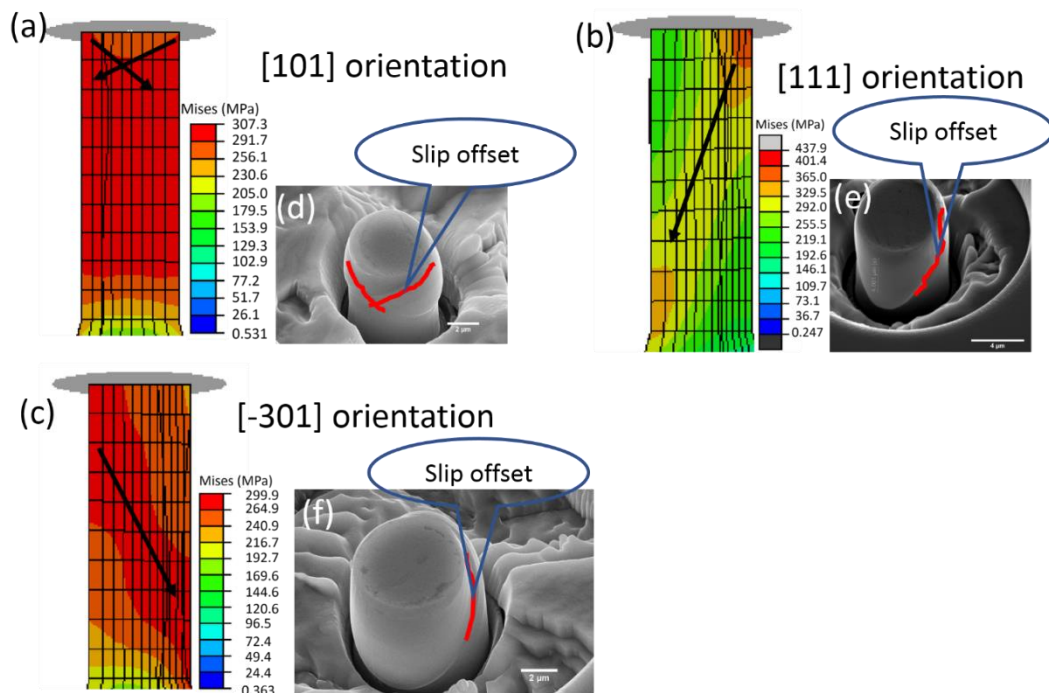 (a)
[101] orientation
Mises (MPa)
307.3
291.7
256.1
230.6
205.0
179.5
153.9
129.3
102.9
77.2
51.7
26.1
0.531
Slip offset
(d)
2 μm
(b)
[111] orientation
Mises (MPa)
437.9
401.4
365.0
329.5
292.0
255.5
219.1
192.6
146.1
109.7
73.1
36.7
0.247
Slip offset
(e)
4 μm
(c)
[-301] orientation
Mises (MPa)
299.9
264.9
240.9
216.7
192.7
169.6
144.6
120.6
96.5
72.4
49.4
24.4
0.363
Slip offset
(f)
2 μm